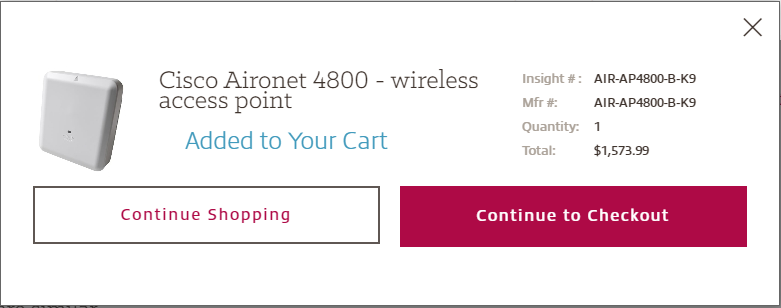 Cisco Aironet 4800 - wireless
access point
Added to Your Cart
Insight # : AIR-AP4800-B-K9
Mfr #: AIR-AP4800-B-K9
Quantity: 1
Total: $1,573.99
Continue Shopping
Continue to Checkout